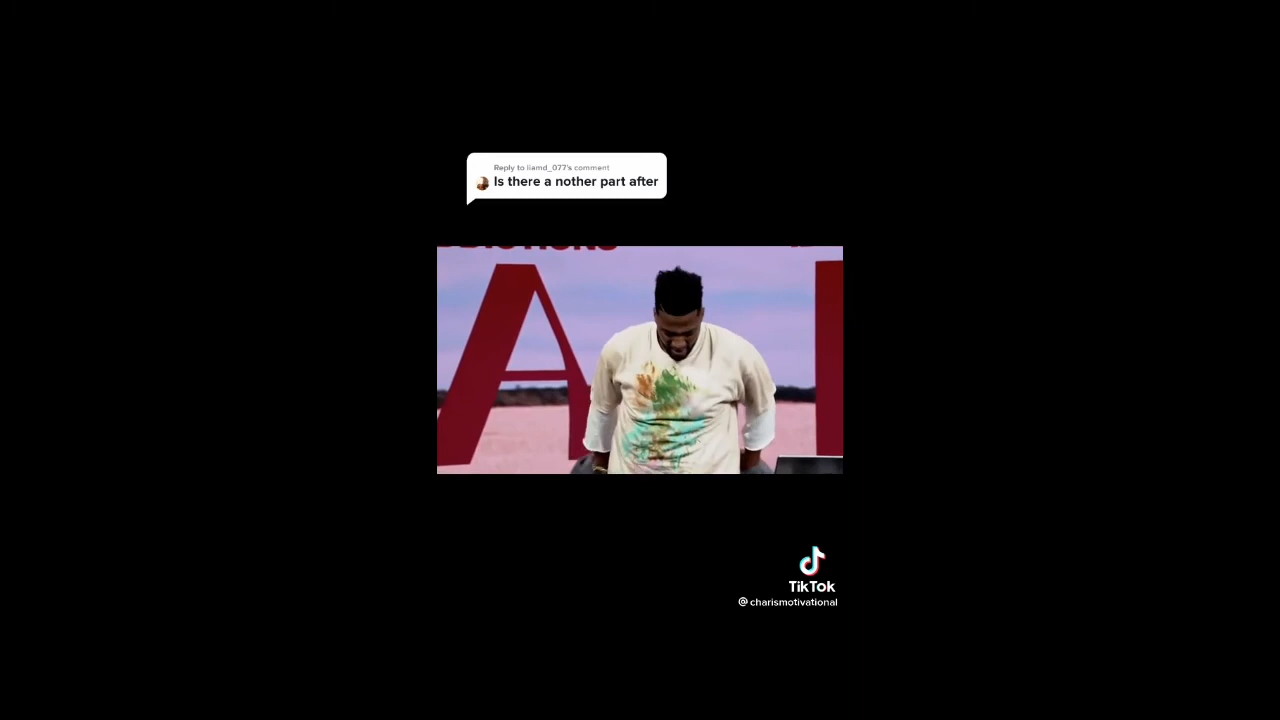 Reply to liamd_077's comment
Is there a nother part after
A
TikTok
@charismotivational